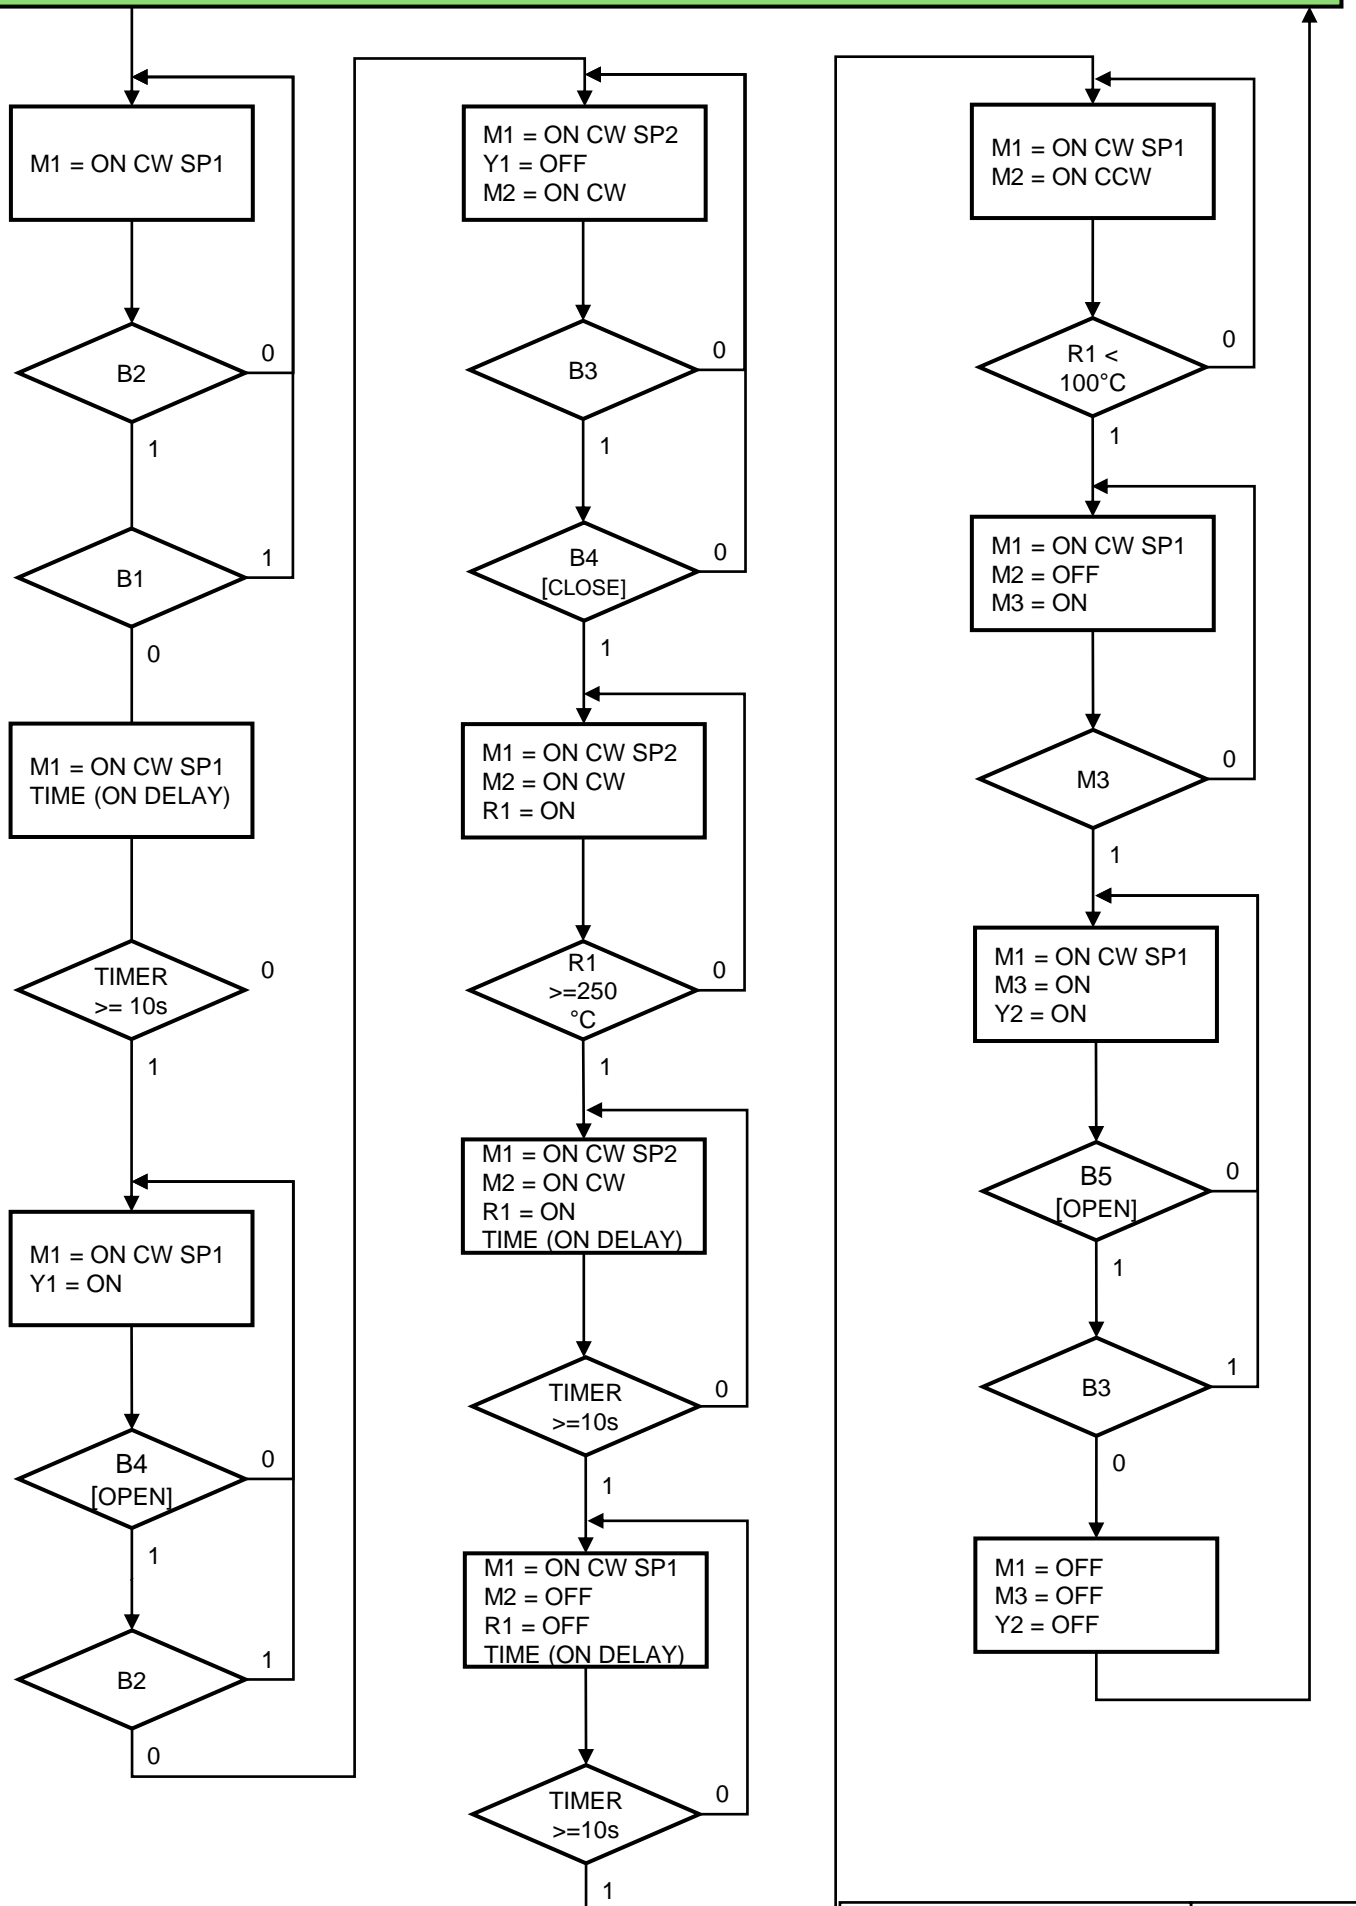 M1 = ON CW SP1
B2
0
1
B1
1
0
M1 = ON CW SP1
TIME (ON DELAY)
TIMER
>= 10s
0
1
M1 = ON CW SP1
Y1 = ON
B4
[OPEN]
0
1
B2
1
0
M1 = ON CW SP2
Y1 = OFF
M2 = ON CW
B3
0
1
B4
[CLOSE]
0
1
M1 = ON CW SP2
M2 = ON CW
R1 = ON
R1
>=250
°C
0
1
M1 = ON CW SP2
M2 = ON CW
R1 = ON
TIME (ON DELAY)
TIMER
>=10s
0
1
M1 = ON CW SP1
M2 = OFF
R1 = OFF
TIME (ON DELAY)
TIMER
>=10s
0
1
M1 = ON CW SP1
M2 = ON CCW
R1 <
100°C
0
1
M1 = ON CW SP1
M2 = OFF
M3 = ON
M3
0
1
M1 = ON CW SP1
M3 = ON
Y2 = ON
B5
[OPEN]
0
1
B3
1
0
M1 = OFF
M3 = OFF
Y2 = OFF